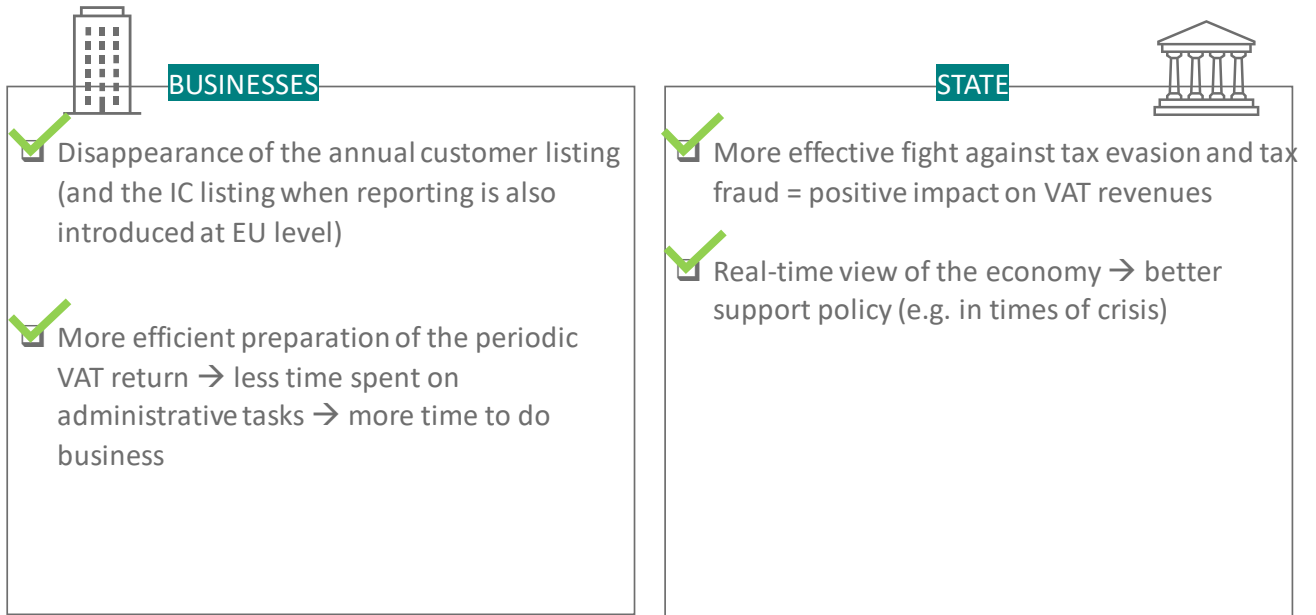 BUSINESSES
Disappearance of the annual customer listing
(and the IC listing when reporting is also
introduced at EU level)
More efficient preparation of the periodic
VAT return → less time spent on
administrative tasks → more time to do
business
STATE
More effective fight against tax evasion and tax
fraud = positive impact on VAT revenues
Real-time view of the economy → better
support policy (e.g. in times of crisis)